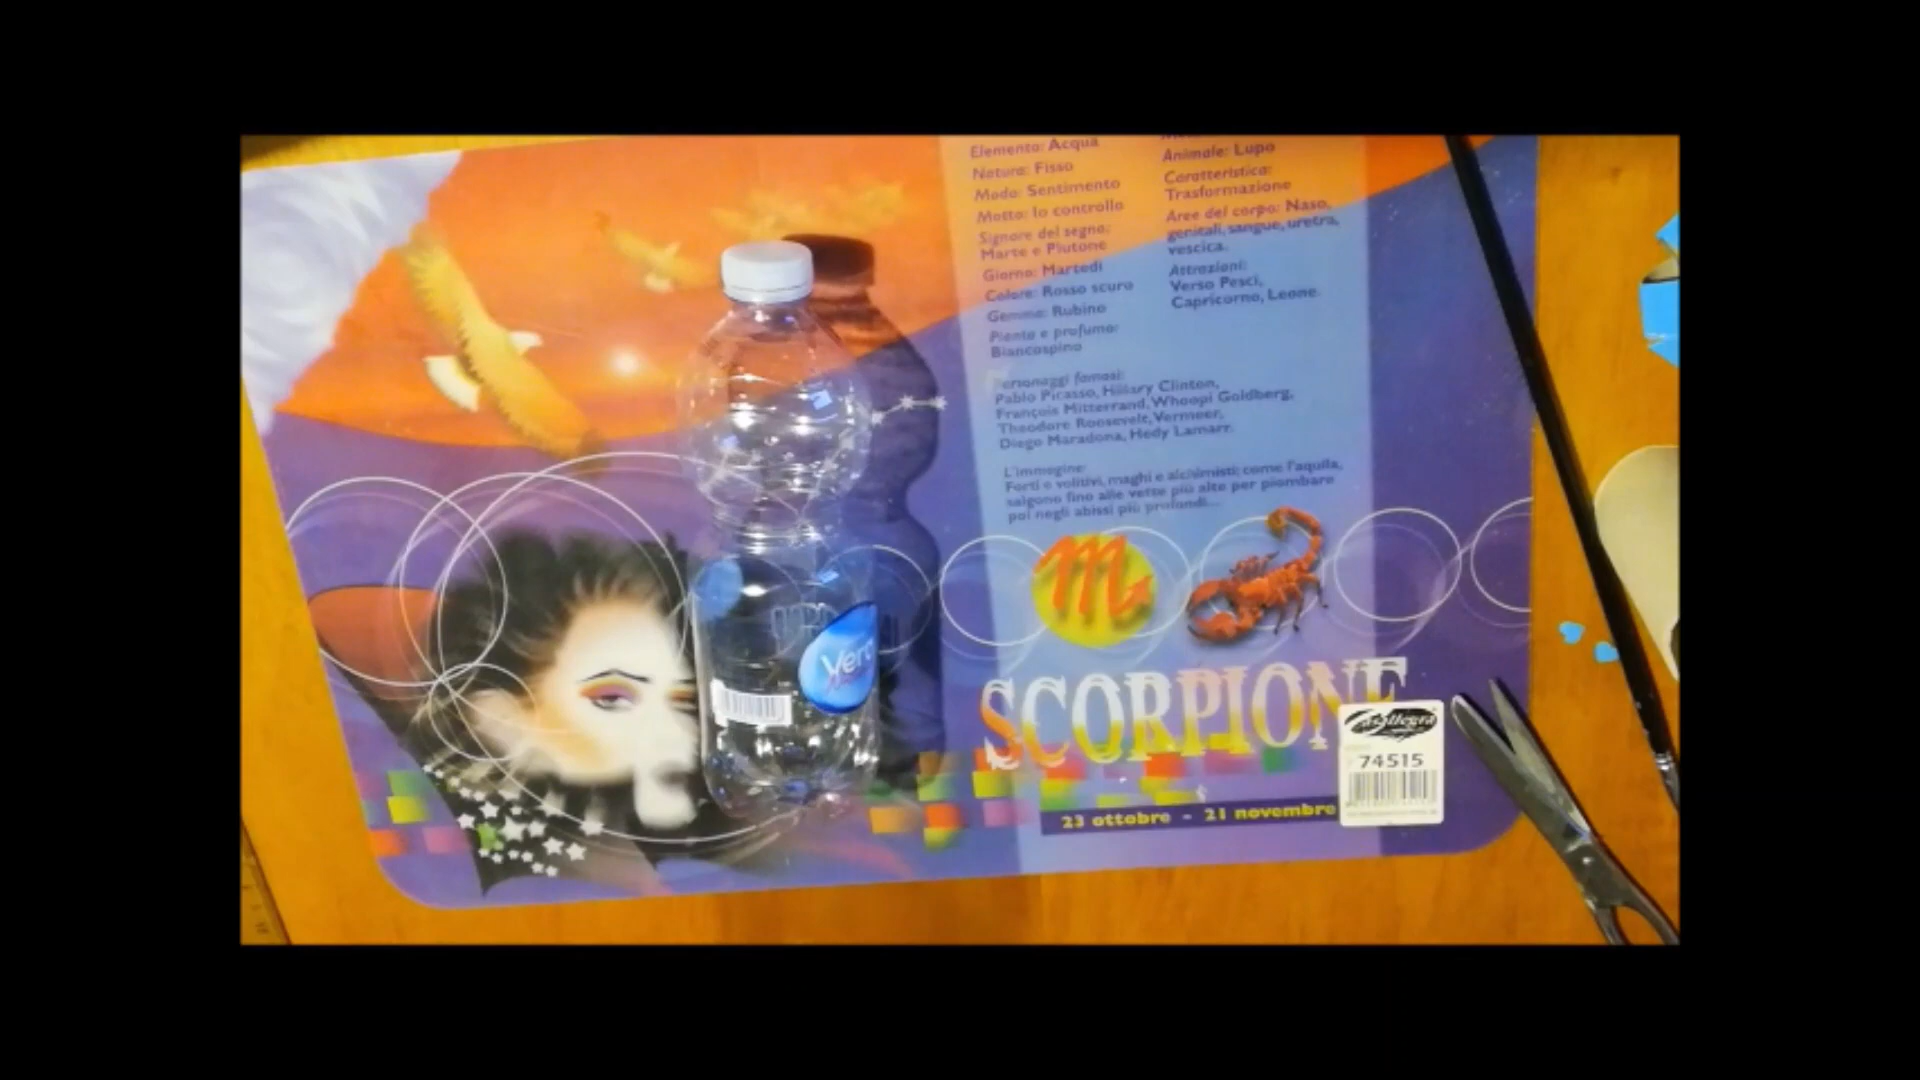 Elemento: Acqua
Natura: Fisso
Modo: Sentimento
Motto: Io controllo
Signore del segno:
Marte e Plutone
Giorno: Martedì
Colore: Rosso scuro
Gemma: Rubino
Pianta e profumo:
Biancospino
Animale: Lupo
Caratteristica:
Trasformazione
Aree del corpo: Naso,
genitali, sangue, uretra,
vescica.
Attrazioni:
Verso Pesci,
Capricorno, Leone.
Personaggi famosi:
Pablo Picasso, Hillary Clinton,
François Mitterrand, Whoopi Goldberg,
Theodore Roosevelt, Vermeer,
Diego Maradona, Hedy Lamarr.
L'immagine:
Forti e volitivi, maghi e alchimisti: come l'aquila,
salgono fino alle vette più alte per piombare
poi negli abissi più profondi...
Vera
SCORPIONE
Casallegra
74515
23 ottobre - 21 novembre